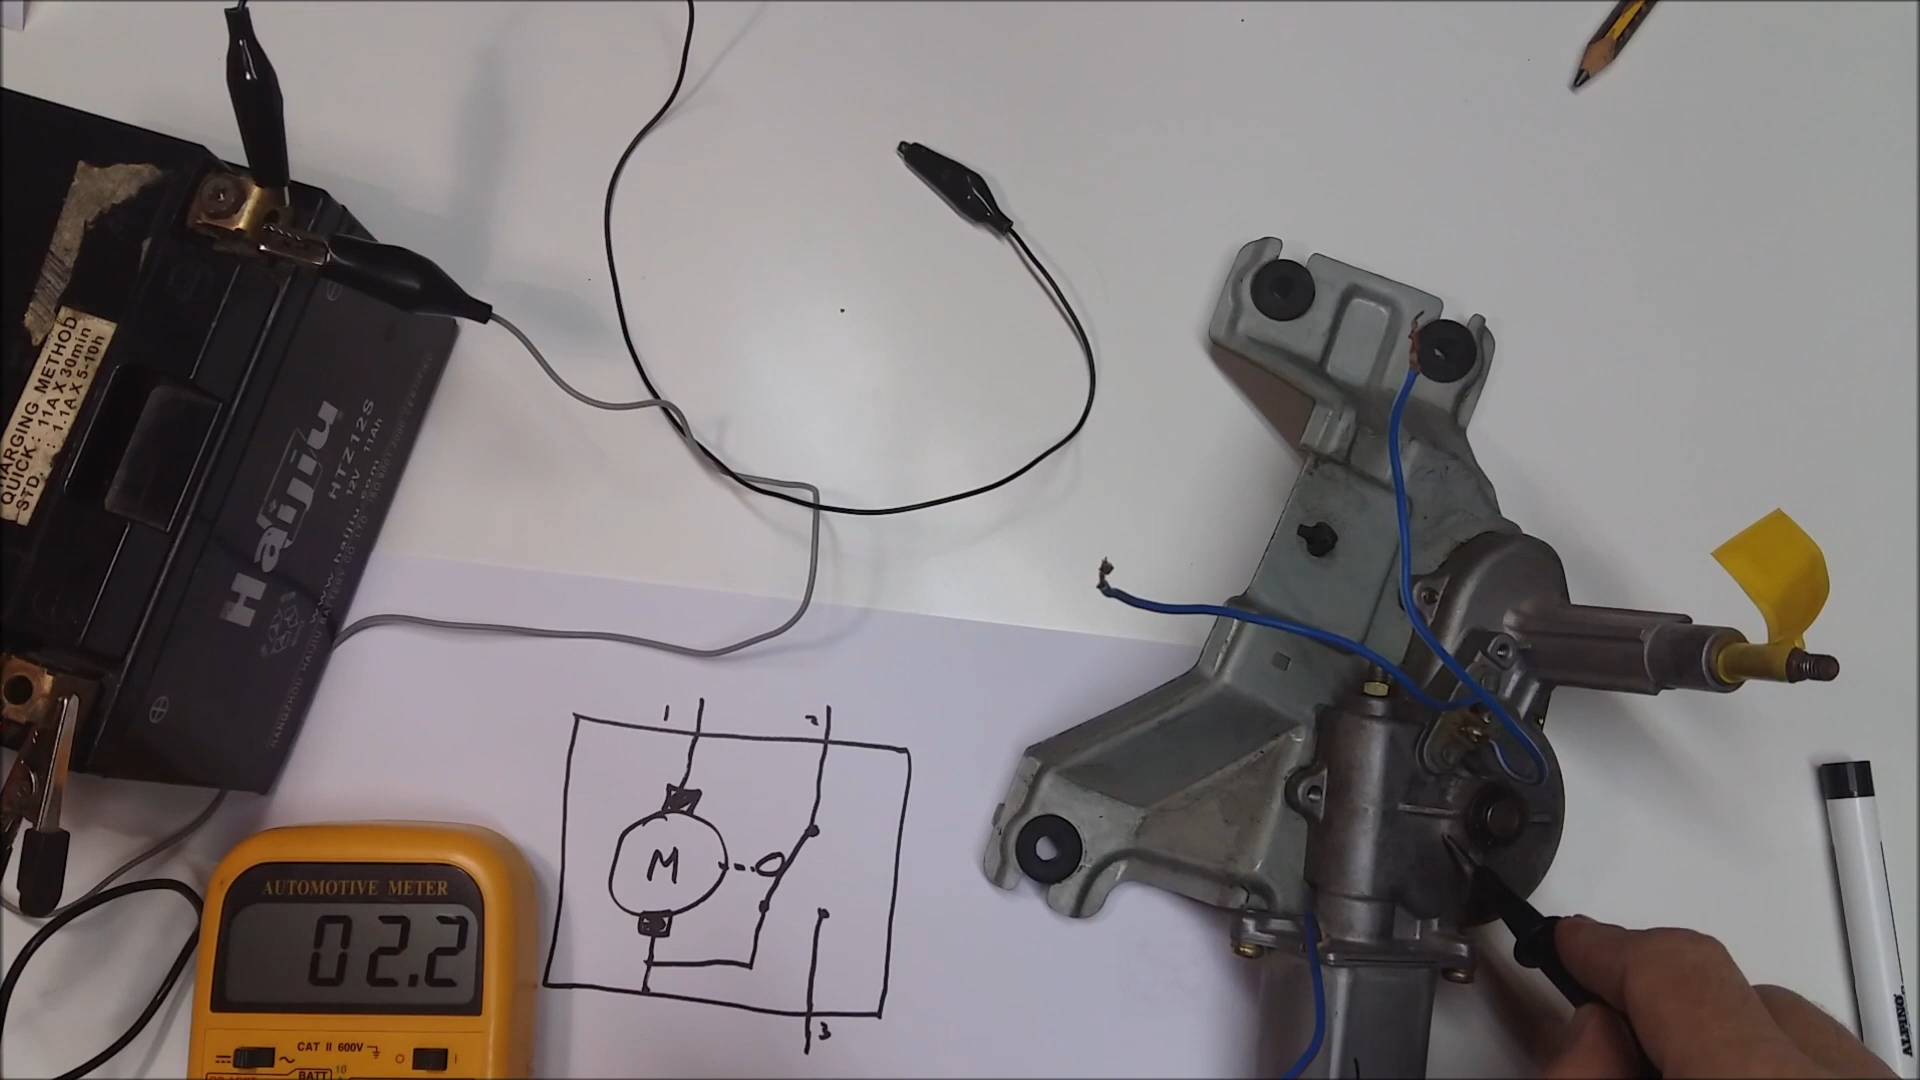 CHARGING METHOD
QUICK : 11A X 30min
STD. : 1.1A X 5-10h
Haijiu
HTZ12S
12V 11Ah
1
2
M
3
AUTOMOTIVE METER
02.2
CAT II 600V
BATT
10
ALPINO